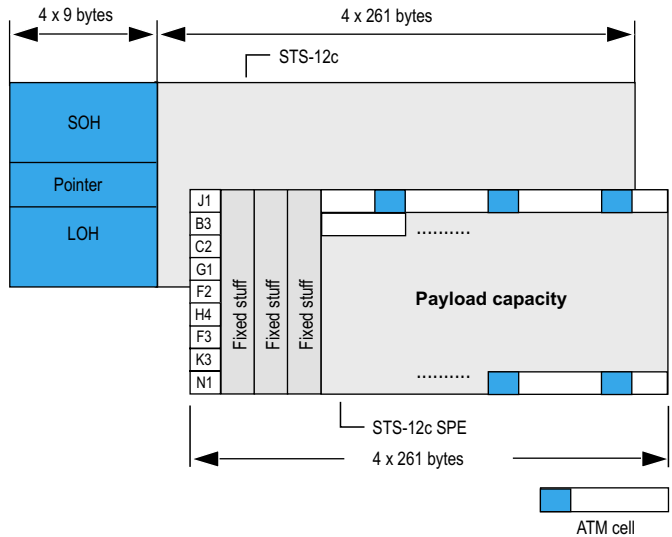 4 x 9 bytes
4 x 261 bytes
STS-12c
SOH
Pointer
LOH
J1
B3
C2
G1
F2
H4
F3
K3
N1
Fixed stuff
Fixed stuff
Fixed stuff
..........
Payload capacity
..........
STS-12c SPE
4 x 261 bytes
ATM cell